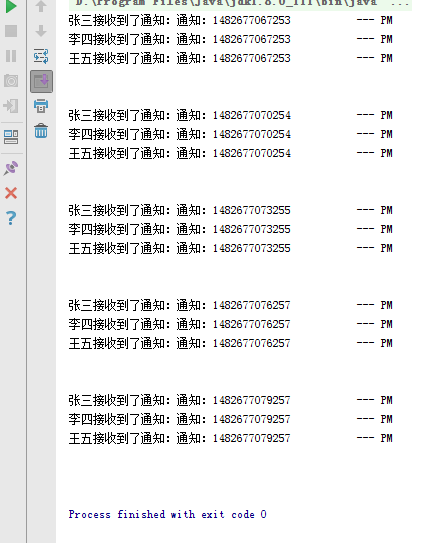 张三接收到了通知: 通知: 1482677067253 --- PM
李四接收到了通知: 通知: 1482677067253 --- PM
王五接收到了通知: 通知: 1482677067253 --- PM
张三接收到了通知: 通知: 1482677070254 --- PM
李四接收到了通知: 通知: 1482677070254 --- PM
王五接收到了通知: 通知: 1482677070254 --- PM
张三接收到了通知: 通知: 1482677073255 --- PM
李四接收到了通知: 通知: 1482677073255 --- PM
王五接收到了通知: 通知: 1482677073255 --- PM
张三接收到了通知: 通知: 1482677076257 --- PM
李四接收到了通知: 通知: 1482677076257 --- PM
王五接收到了通知: 通知: 1482677076257 --- PM
张三接收到了通知: 通知: 1482677079257 --- PM
李四接收到了通知: 通知: 1482677079257 --- PM
王五接收到了通知: 通知: 1482677079257 --- PM
Process finished with exit code 0